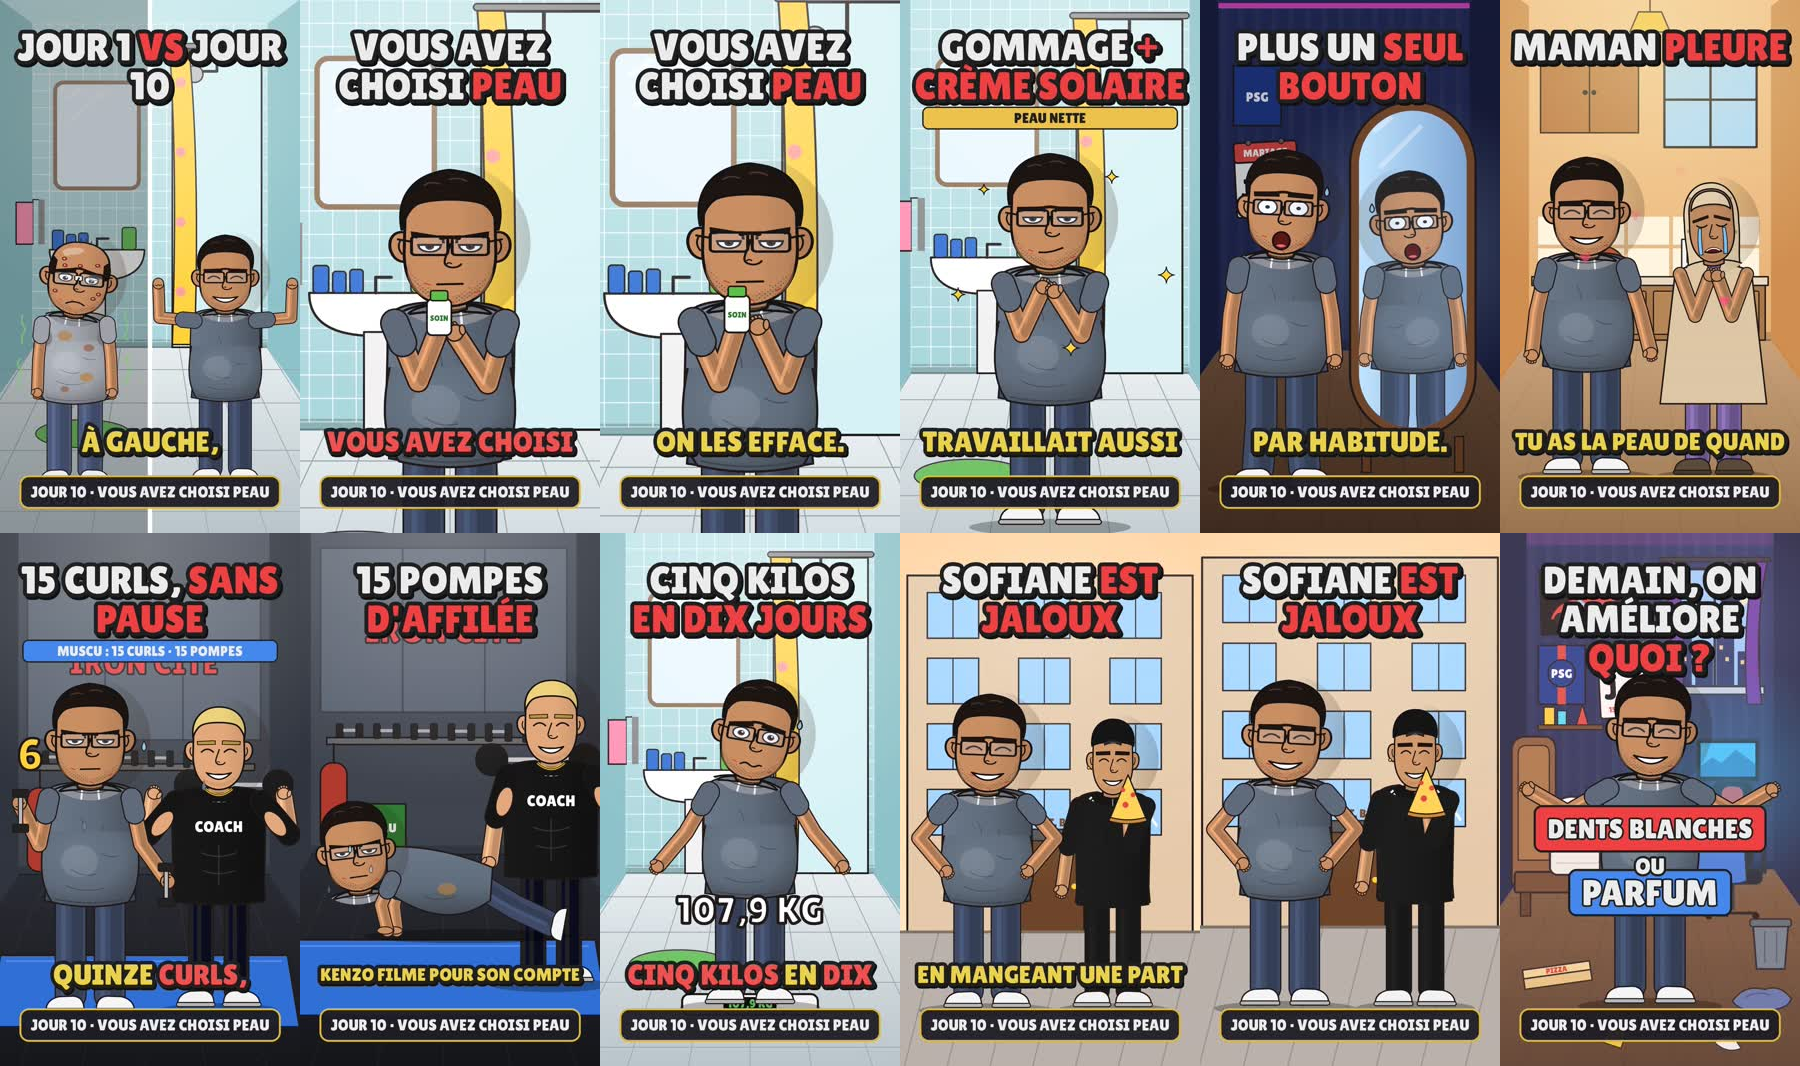 JOUR 1 VS JOUR
10
À GAUCHE,
JOUR 10 · VOUS AVEZ CHOISI PEAU
VOUS AVEZ
CHOISI PEAU
SOIN
VOUS AVEZ CHOISI
JOUR 10 · VOUS AVEZ CHOISI PEAU
VOUS AVEZ
CHOISI PEAU
SOIN
ON LES EFFACE.
JOUR 10 · VOUS AVEZ CHOISI PEAU
GOMMAGE +
CRÈME SOLAIRE
PEAU NETTE
TRAVAILLAIT AUSSI
JOUR 10 · VOUS AVEZ CHOISI PEAU
PLUS UN SEUL
BOUTON
PSG
PAR HABITUDE.
JOUR 10 · VOUS AVEZ CHOISI PEAU
MAMAN PLEURE
TU AS LA PEAU DE QUAND
JOUR 10 · VOUS AVEZ CHOISI PEAU
15 CURLS, SANS
PAUSE
MUSCU : 15 CURLS · 15 POMPES
IRON CITE
6
COACH
QUINZE CURLS,
JOUR 10 · VOUS AVEZ CHOISI PEAU
15 POMPES
D'AFFILÉE
COACH
KENZO FILME POUR SON COMPTE
JOUR 10 · VOUS AVEZ CHOISI PEAU
CINQ KILOS
EN DIX JOURS
107,9 KG
CINQ KILOS EN DIX
107,9 KG
JOUR 10 · VOUS AVEZ CHOISI PEAU
SOFIANE EST
JALOUX
EN MANGEANT UNE PART
JOUR 10 · VOUS AVEZ CHOISI PEAU
SOFIANE EST
JALOUX
JOUR 10 · VOUS AVEZ CHOISI PEAU
DEMAIN, ON
AMÉLIORE
QUOI ?
PSG
DENTS BLANCHES
OU
PARFUM
PIZZA
JOUR 10 · VOUS AVEZ CHOISI PEAU